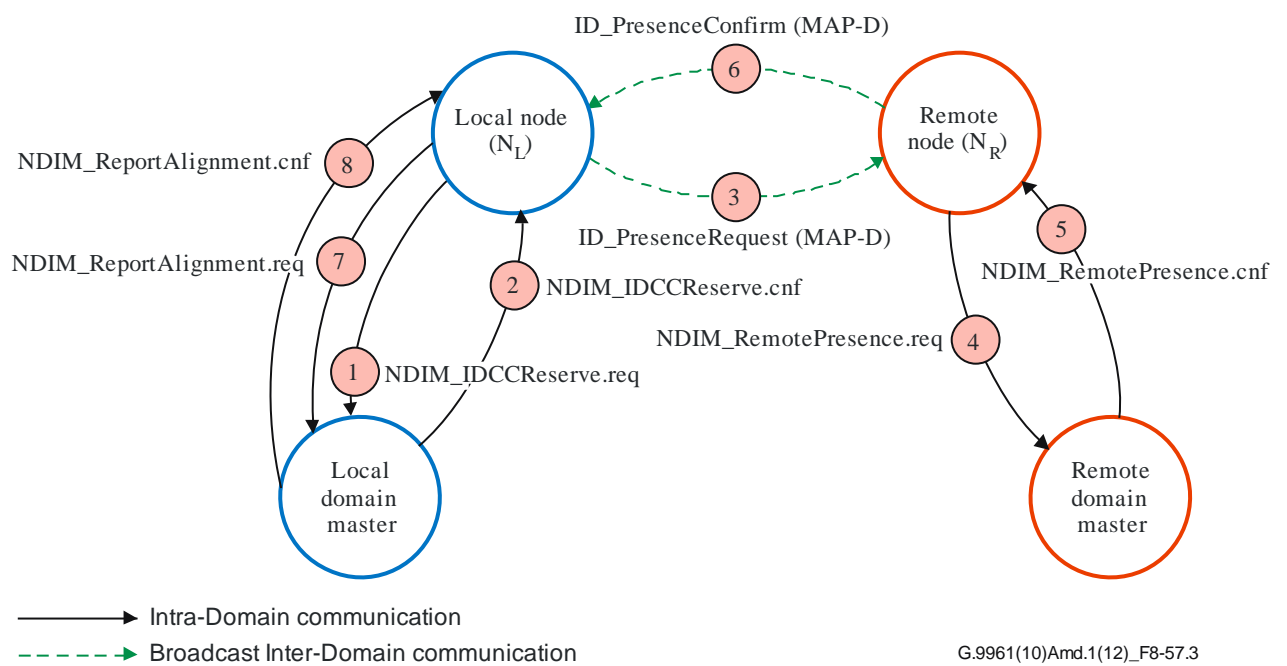 ID_PresenceConfirm (MAP-D)
6
Local node
(N_L)
Remote
node (N_R)
NDIM_ReportAlignment.cnf
8
3
ID_PresenceRequest (MAP-D)
5
NDIM_ReportAlignment.req
7
2
NDIM_IDCCReserve.cnf
NDIM_RemotePresence.cnf
NDIM_RemotePresence.req
4
1
NDIM_IDCCReserve.req
Local
domain
master
Remote
domain
master
Intra-Domain communication
Broadcast Inter-Domain communication
G.9961(10)Amd.1(12)_F8-57.3